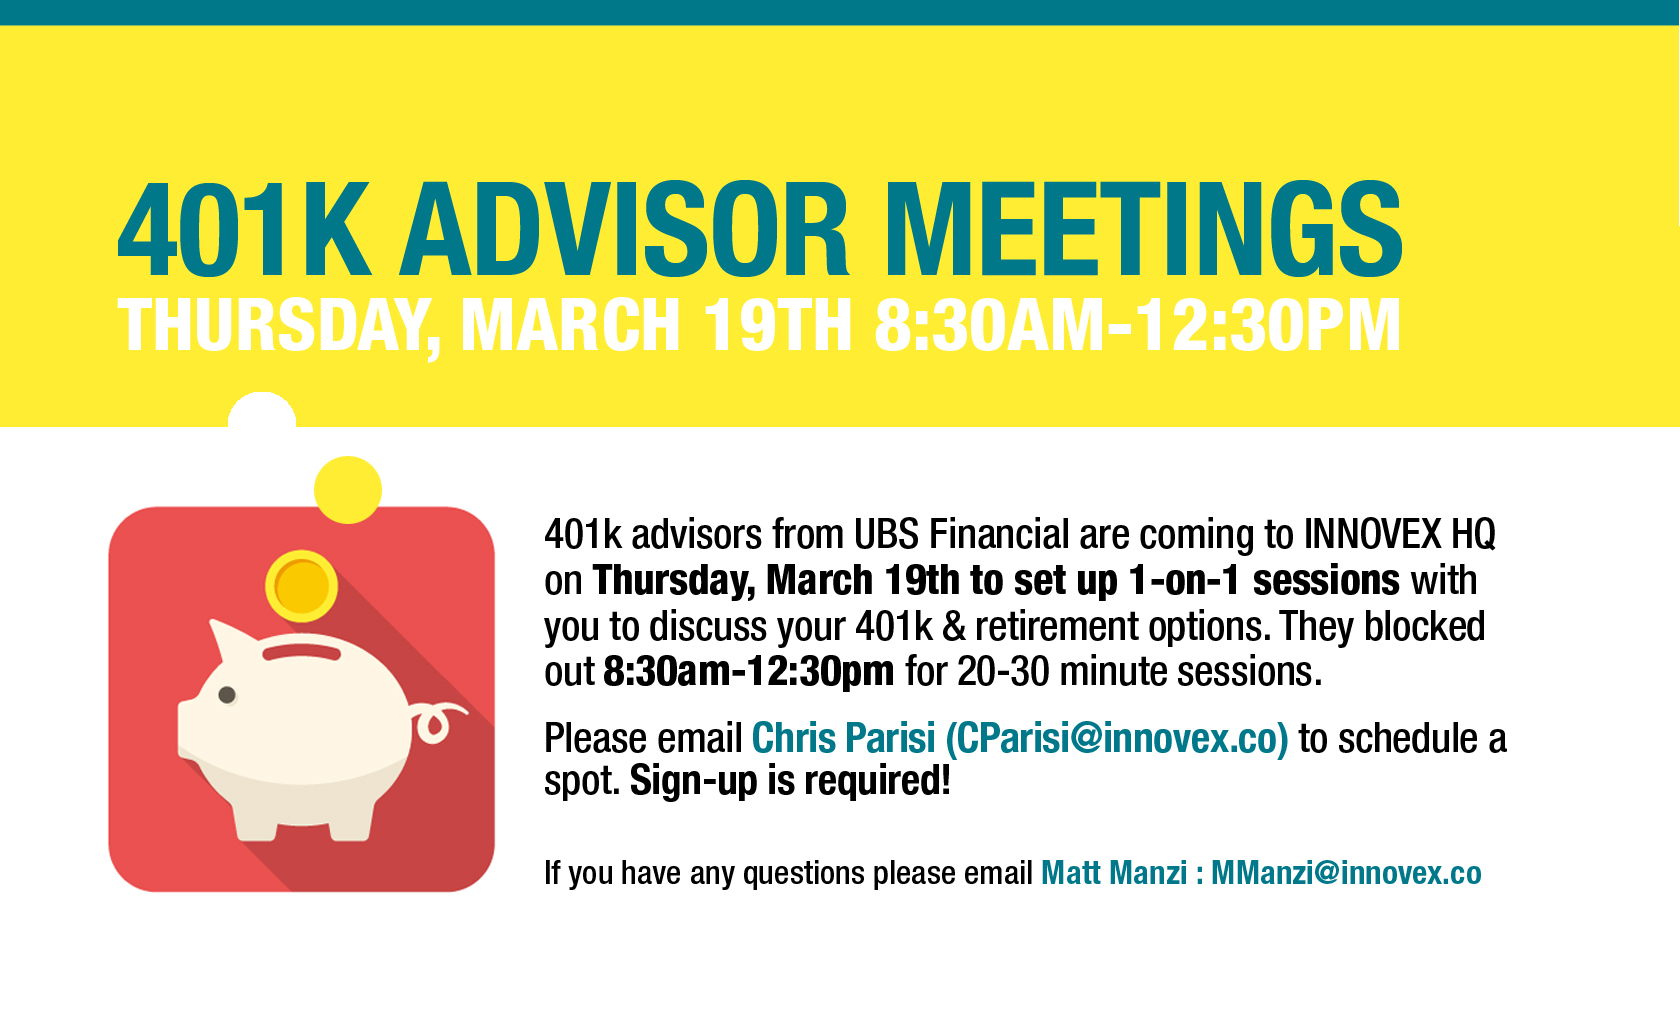 401K ADVISOR MEETINGS
THURSDAY, MARCH 19TH 8:30AM-12:30PM
401k advisors from UBS Financial are coming to INNOVEX HQ
on Thursday, March 19th to set up 1-on-1 sessions with
you to discuss your 401k & retirement options. They blocked
out 8:30am-12:30pm for 20-30 minute sessions.
Please email Chris Parisi (CParisi@innovex.co) to schedule a
spot. Sign-up is required!
If you have any questions please email Matt Manzi : MManzi@innovex.co